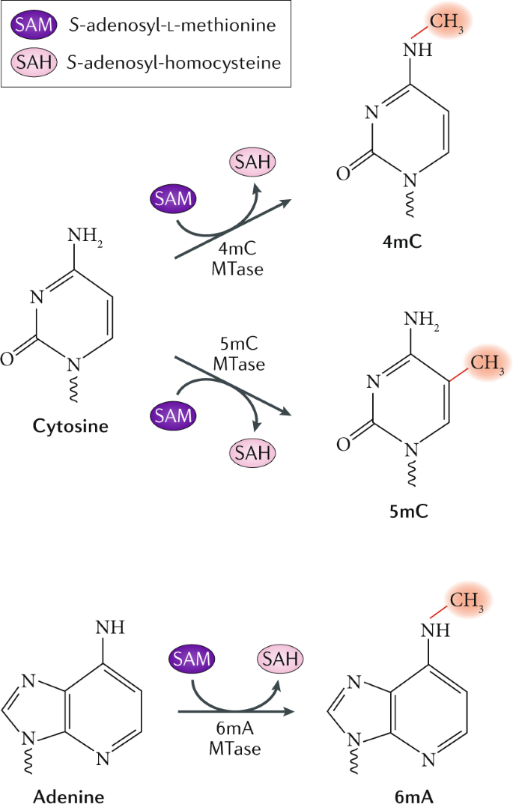 SAM S-adenosyl-L-methionine
SAH S-adenosyl-homocysteine
CH₃
NH
N
O
N
4mC
SAH
SAM
4mC
MTase
NH₂
N
O
N
Cytosine
5mC
MTase
SAM
SAH
NH₂
CH₃
N
O
N
5mC
NH
N
N
N
Adenine
SAM
SAH
6mA
MTase
CH₃
NH
N
N
N
6mA